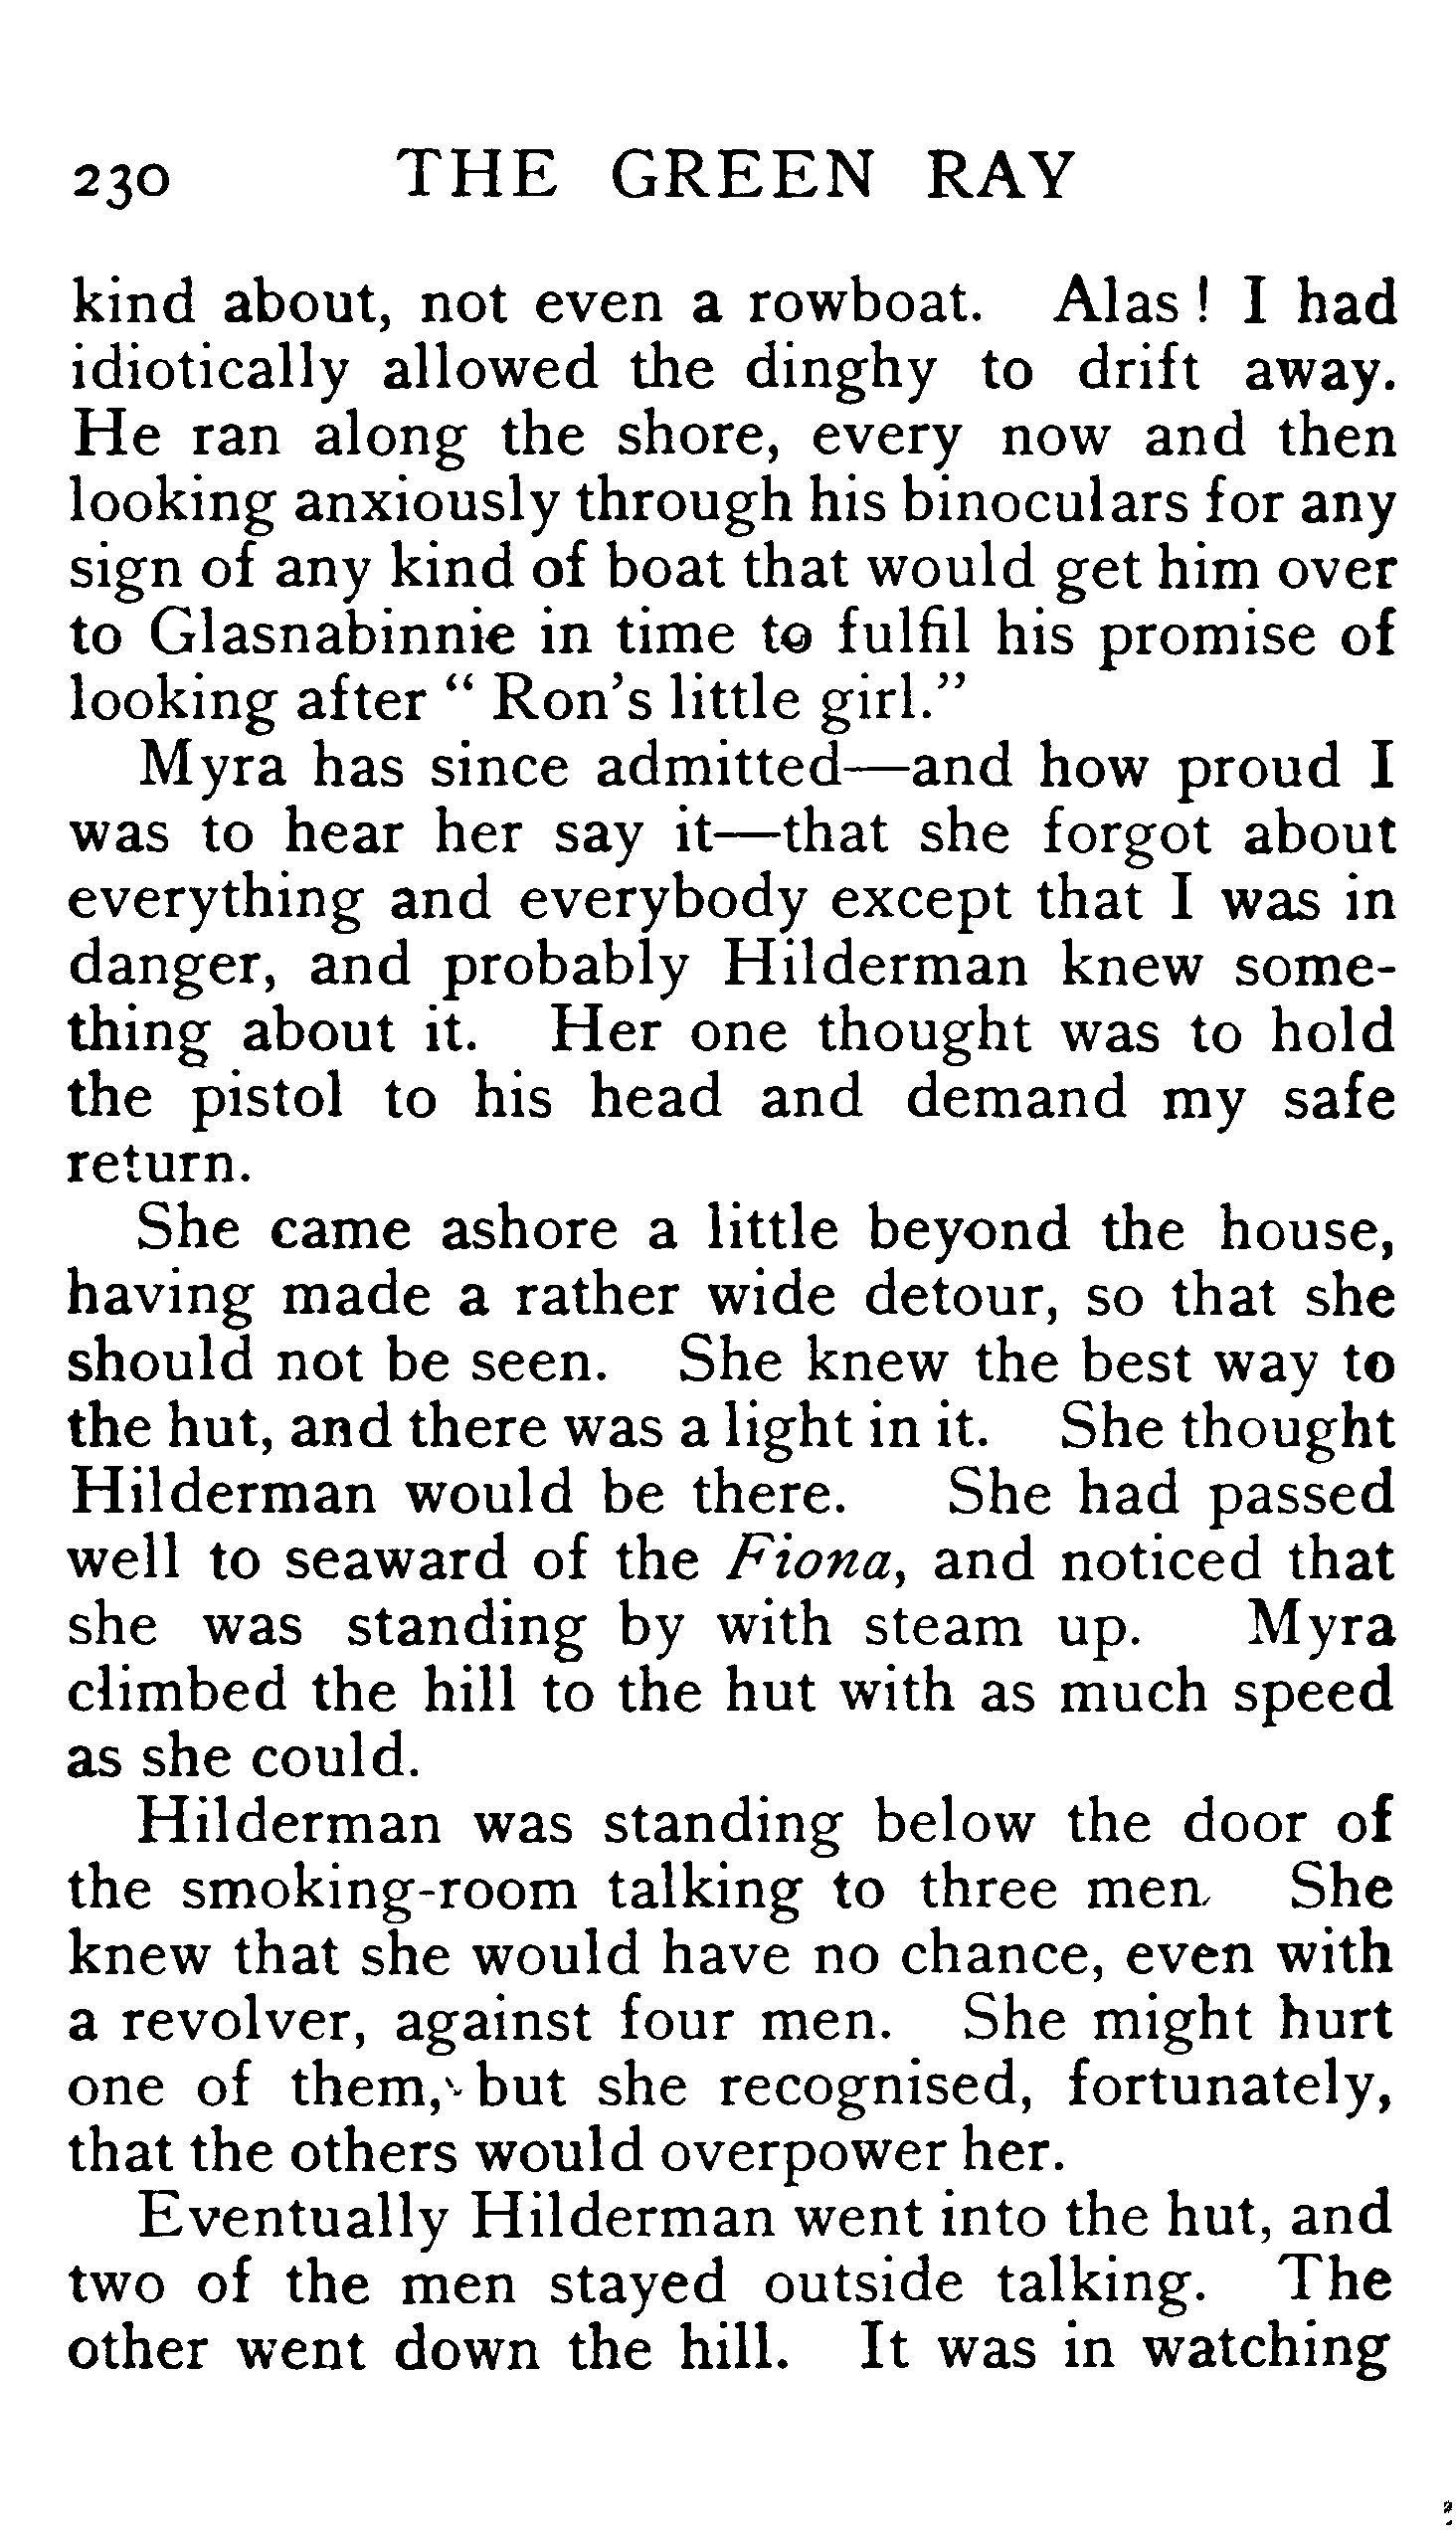 230 THE GREEN RAY
kind about, not even a rowboat. Alas! I had
idiotically allowed the dinghy to drift away.
He ran along the shore, every now and then
looking anxiously through his binoculars for any
sign of any kind of boat that would get him over
to Glasnabinnie in time to fulfil his promise of
looking after “ Ron's little girl.”
Myra has since admitted—and how proud I
was to hear her say it—that she forgot about
everything and everybody except that I was in
danger, and probably Hilderman knew some-
thing about it. Her one thought was to hold
the pistol to his head and demand my safe
return.
She came ashore a little beyond the house,
having made a rather wide detour, so that she
should not be seen. She knew the best way to
the hut, and there was a light in it. She thought
Hilderman would be there. She had passed
well to seaward of the Fiona, and noticed that
she was standing by with steam up. Myra
climbed the hill to the hut with as much speed
as she could.
Hilderman was standing below the door of
the smoking-room talking to three men. She
knew that she would have no chance, even with
a revolver, against four men. She might hurt
one of them, but she recognised, fortunately,
that the others would overpower her.
Eventually Hilderman went into the hut, and
two of the men stayed outside talking. The
other went down the hill. It was in watching